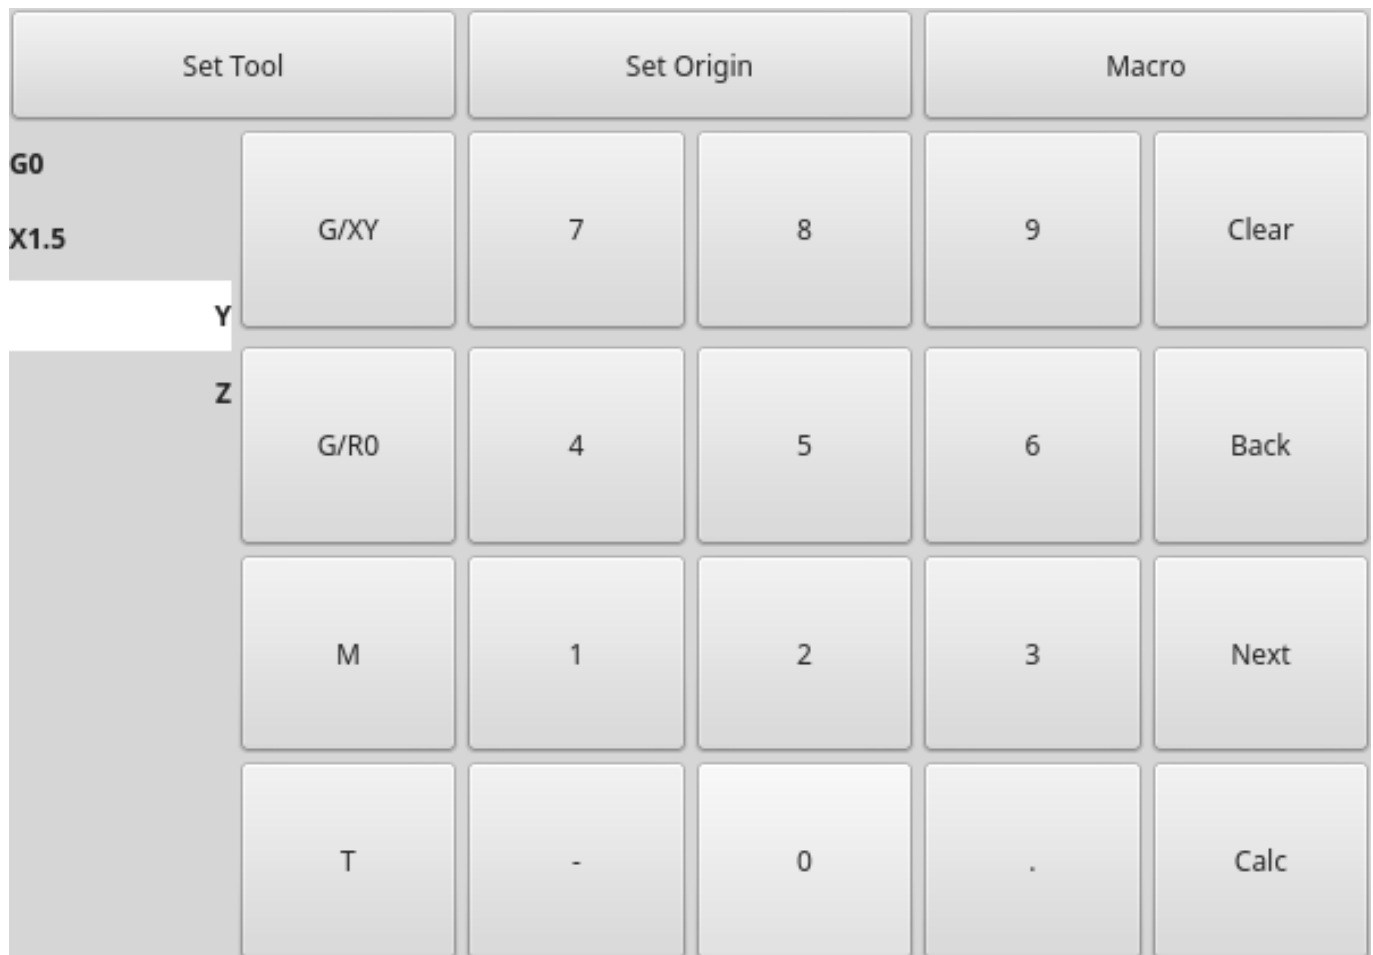 Set Tool Set Origin Macro
G0
X1.5
Y
Z
G/XY 7 8 9 Clear
G/R0 4 5 6 Back
M 1 2 3 Next
T - 0 . Calc